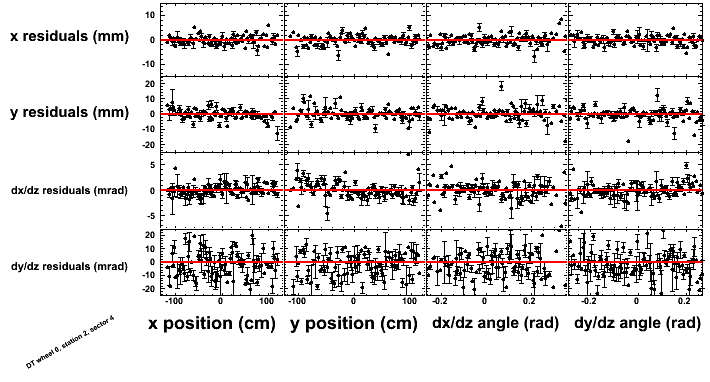 x residuals (mm)
10
0
-10
y residuals (mm)
20
10
0
-10
-20
dx/dz residuals (mrad)
5
0
-5
dy/dz residuals (mrad)
20
10
0
-10
-20
-100 0 100 -100 0 100 -0.2 0 0.2 -0.2 0 0.2
x position (cm) y position (cm) dx/dz angle (rad) dy/dz angle (rad)
DT wheel 0, station 2, sector 4